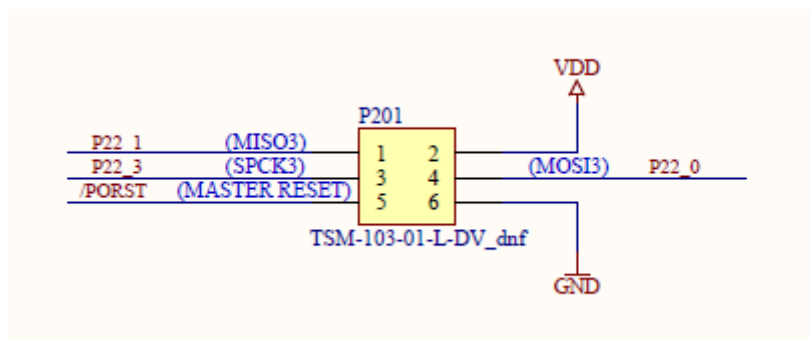 VDD
P201
P22_1 (MISO3) 1 2
P22_3 (SPCK3) 3 4 (MOSI3) P22_0
/PORST (MASTER RESET) 5 6
TSM-103-01-L-DV_dnf
GND